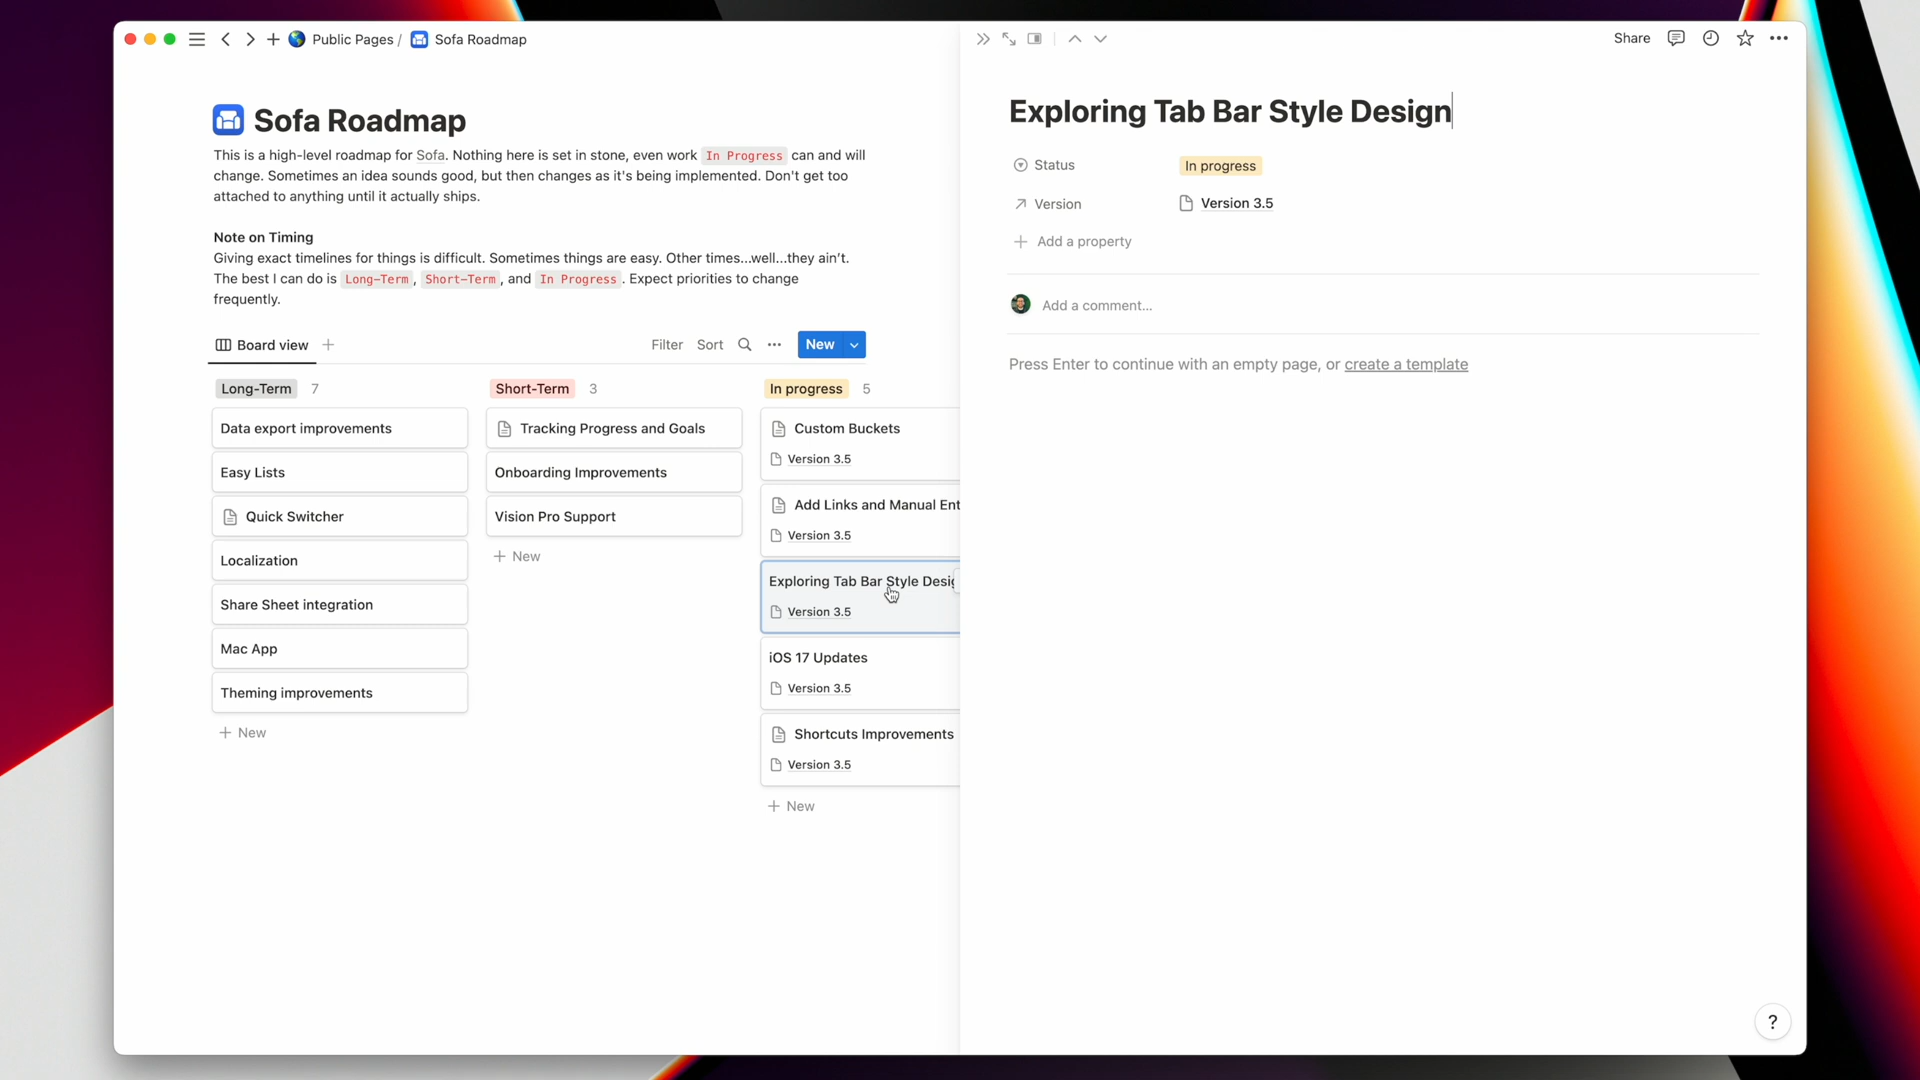 Public Pages / Sofa Roadmap
Share
Sofa Roadmap
This is a high-level roadmap for Sofa. Nothing here is set in stone, even work In Progress can and will
change. Sometimes an idea sounds good, but then changes as it's being implemented. Don't get too
attached to anything until it actually ships.
Note on Timing
Giving exact timelines for things is difficult. Sometimes things are easy. Other times...well...they ain't.
The best I can do is Long-Term, Short-Term, and In Progress. Expect priorities to change
frequently.
Board view
Filter Sort
New
Long-Term 7
Data export improvements
Easy Lists
Quick Switcher
Localization
Share Sheet integration
Mac App
Theming improvements
+ New
Short-Term 3
Tracking Progress and Goals
Onboarding Improvements
Vision Pro Support
+ New
In progress 5
Custom Buckets
Version 3.5
Add Links and Manual Ent
Version 3.5
Exploring Tab Bar Style Desig
Version 3.5
iOS 17 Updates
Version 3.5
Shortcuts Improvements
Version 3.5
+ New
Exploring Tab Bar Style Design
Status In progress
Version Version 3.5
+ Add a property
Add a comment...
Press Enter to continue with an empty page, or create a template
?